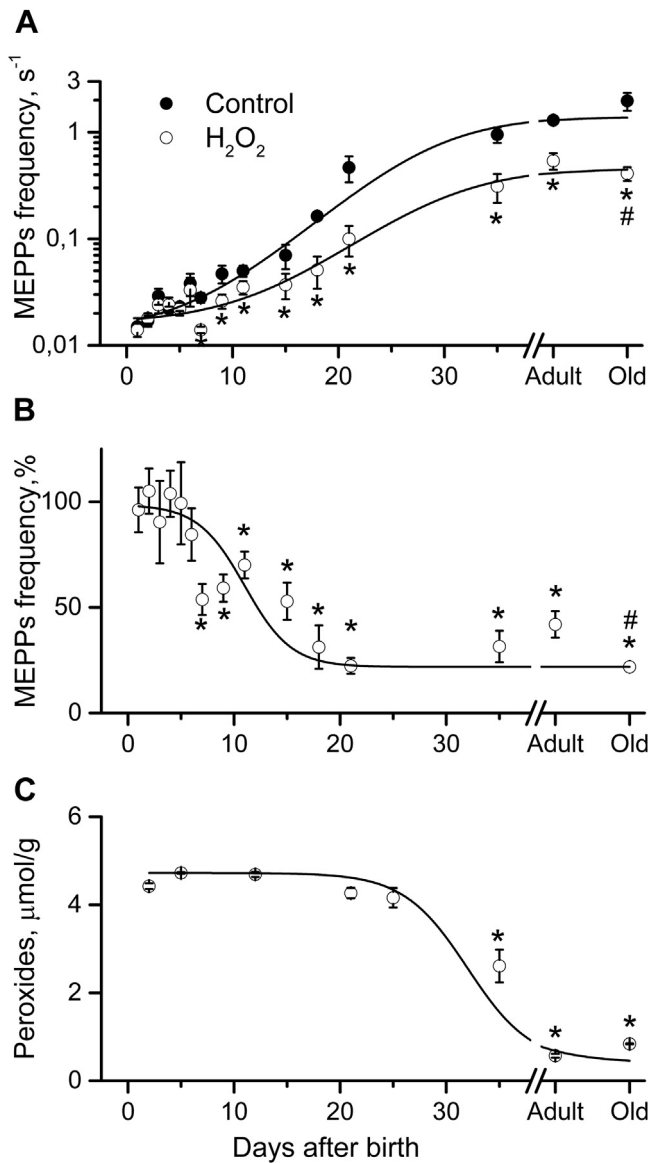 A
MEPPs frequency, s⁻¹
3
1
0.1
0,01
Control
H₂O₂
* * * * * * * * *
#
0 10 20 30 Adult Old
B
MEPPs frequency,%
100
50
0
* * * * * * * * *
#
0 10 20 30 Adult Old
C
Peroxides, μmol/g
6
4
2
0
* * *
0 10 20 30 Adult Old
Days after birth